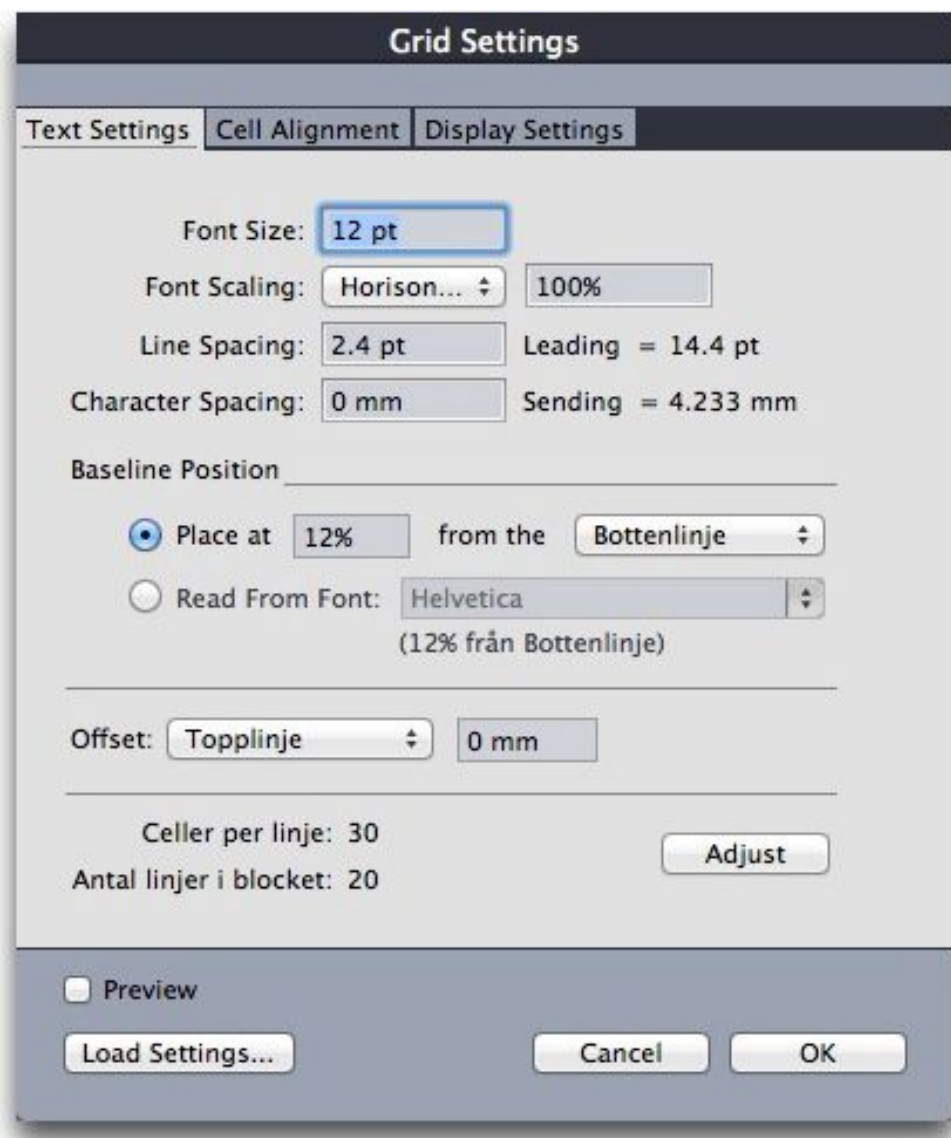 Grid Settings
Text Settings Cell Alignment Display Settings
Font Size: 12 pt
Font Scaling: Horison... 100%
Line Spacing: 2.4 pt Leading = 14.4 pt
Character Spacing: 0 mm Sending = 4.233 mm
Baseline Position
Place at 12% from the Bottenlinje
Read From Font: Helvetica
(12% från Bottenlinje)
Offset: Topplinje 0 mm
Celler per linje: 30
Adjust
Antal linjer i blocket: 20
Preview
Load Settings... Cancel OK